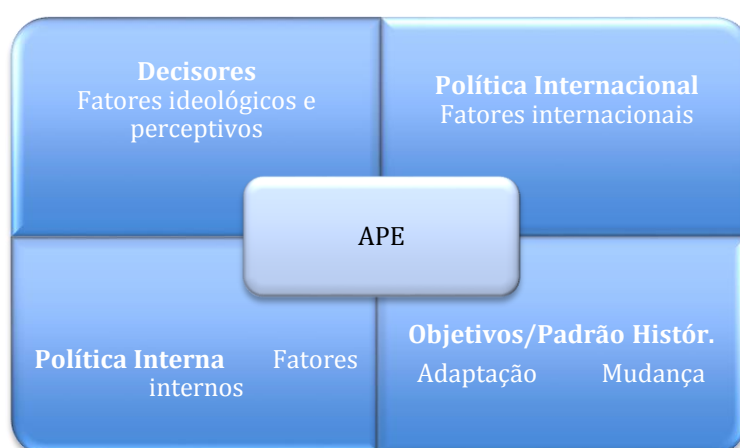 Decisores
Fatores ideológicos e
perceptivos
Política Internacional
Fatores internacionais
APE
Política Interna Fatores
internos
Objetivos/Padrão Histór.
Adaptação Mudança